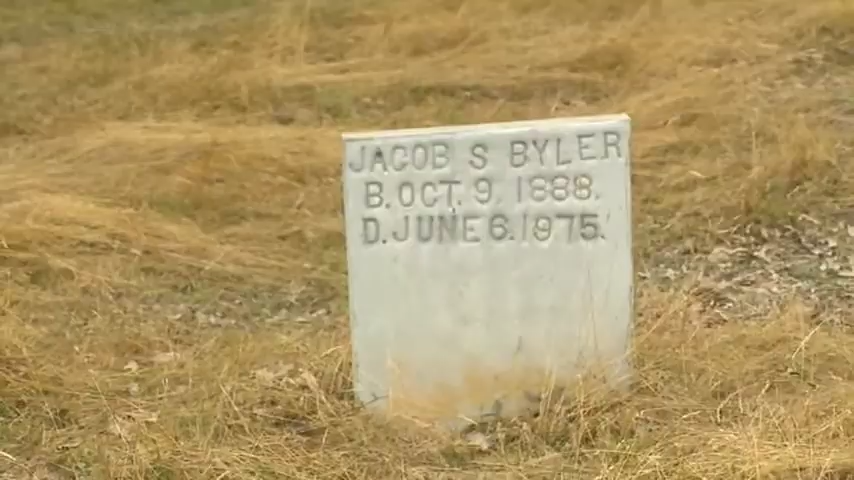 JACOB S BYLER
B. OCT. 9. 1888.
D. JUNE 6. 1975.